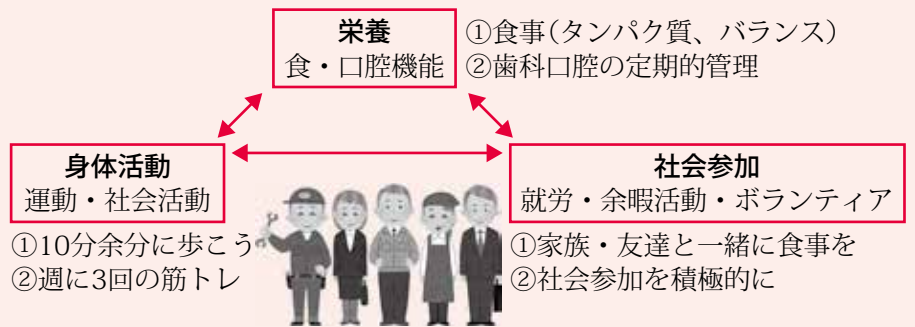 栄養
食・口腔機能
①食事(タンパク質、バランス)
②歯科口腔の定期的管理
身体活動
運動・社会活動
①10分余分に歩こう
②週に3回の筋トレ
社会参加
就労・余暇活動・ボランティア
①家族・友達と一緒に食事を
②社会参加を積極的に